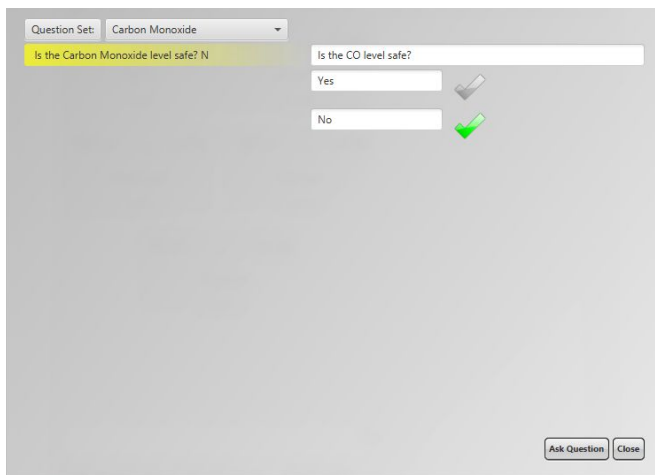 Question Set: Carbon Monoxide
Is the Carbon Monoxide level safe? N
Is the CO level safe?
Yes
No
Ask Question Close